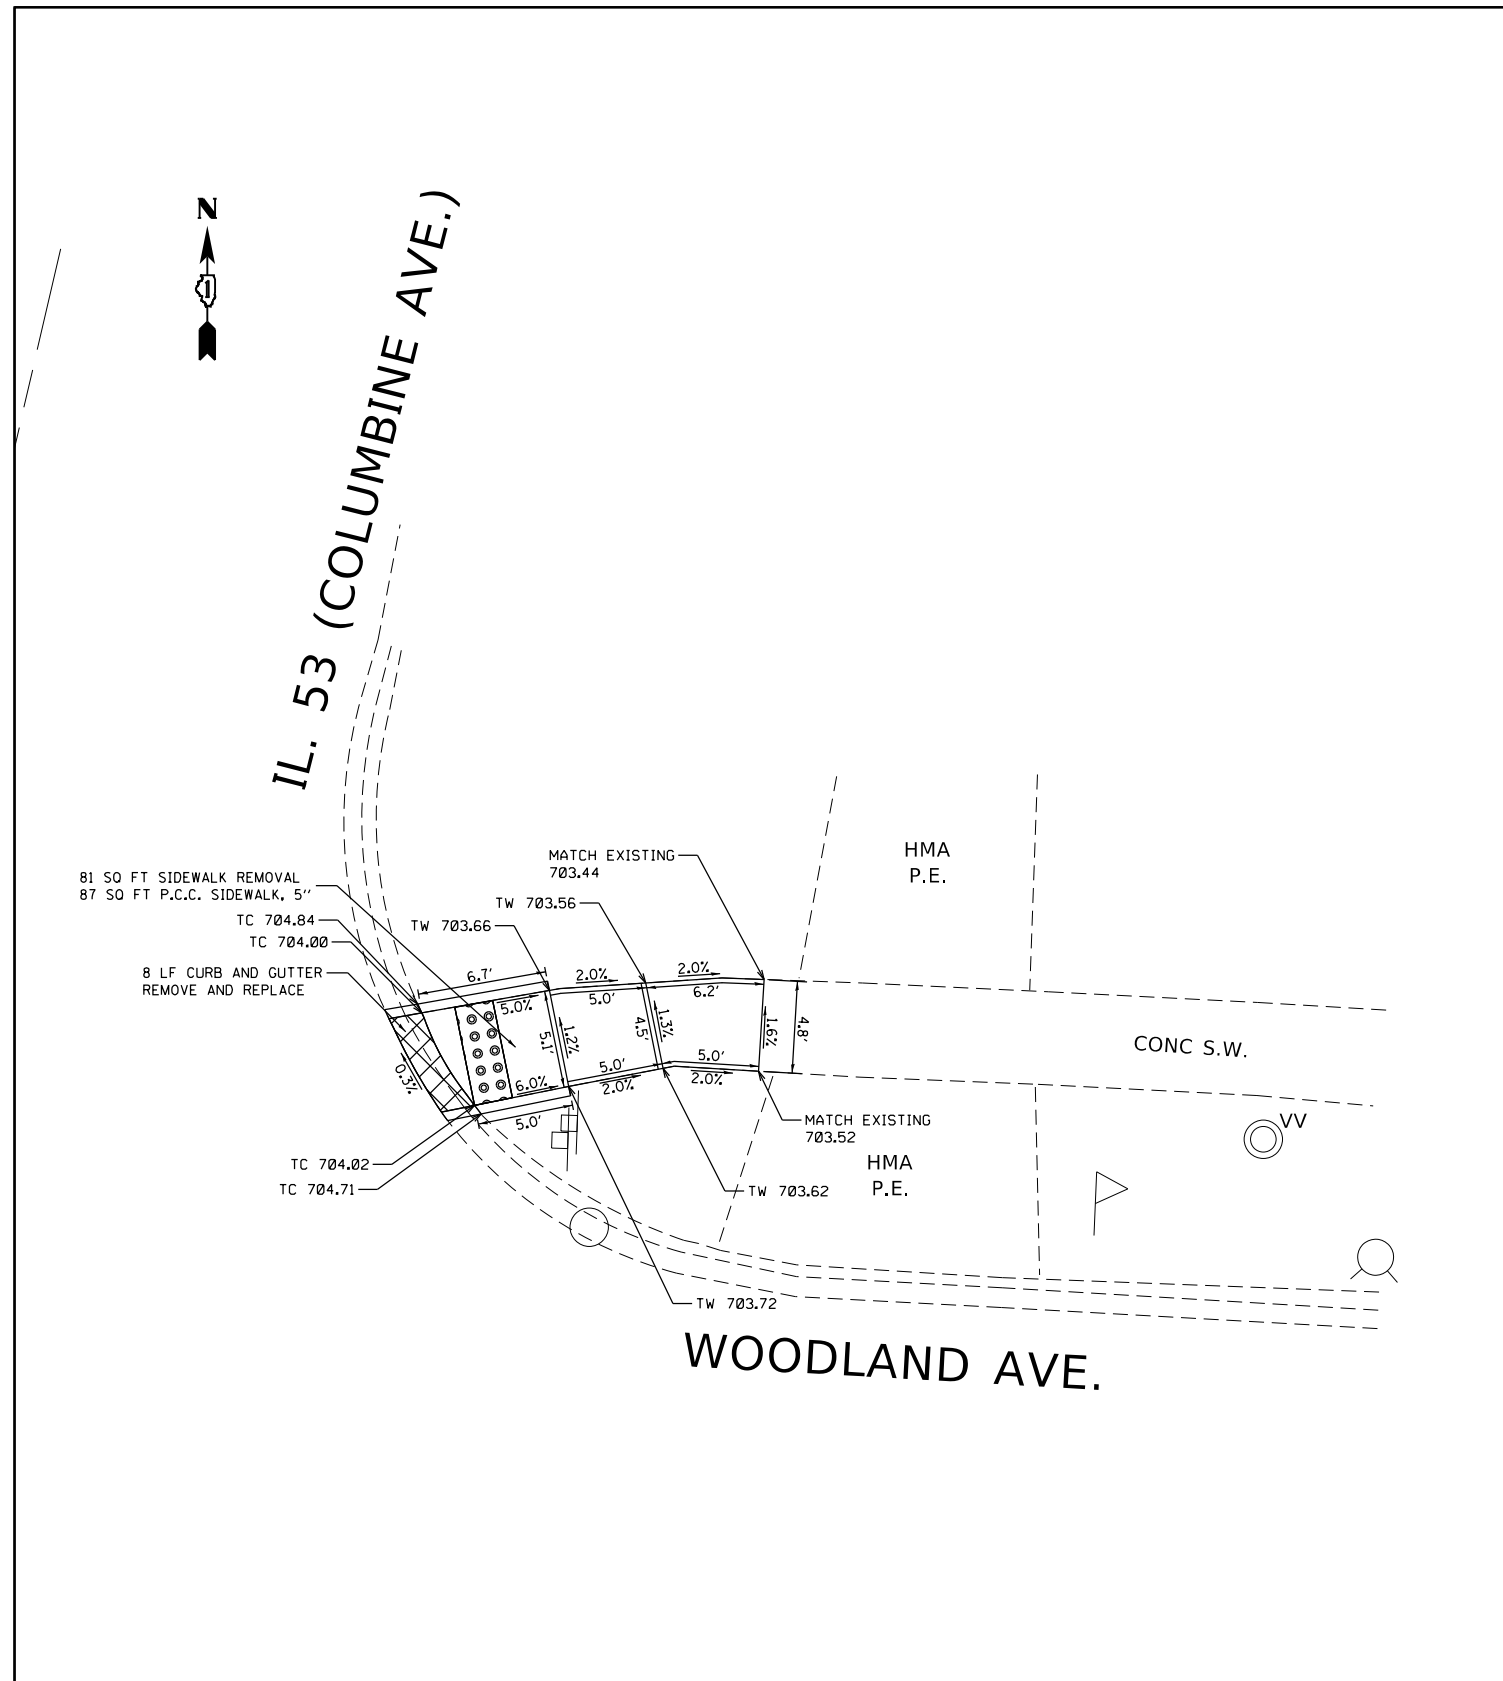 N
1
IL. 53 (COLUMBINE AVE.)
MATCH EXISTING
703.44
HMA
P.E.
81 SQ FT SIDEWALK REMOVAL
87 SQ FT P.C.C. SIDEWALK, 5''
TW 703.56
TC 704.84
TW 703.66
TC 704.00
8 LF CURB AND GUTTER
REMOVE AND REPLACE
6.7'
2.0%
2.0%
5.0'
6.2'
5.0%
1.2%
5.1'
1.3%
4.5'
1.6%
4.8'
0.3%
6.0%
5.0'
2.0%
5.0'
2.0%
5.0'
CONC S.W.
MATCH EXISTING
703.52
VV
TC 704.02
TC 704.71
HMA
P.E.
TW 703.62
TW 703.72
WOODLAND AVE.